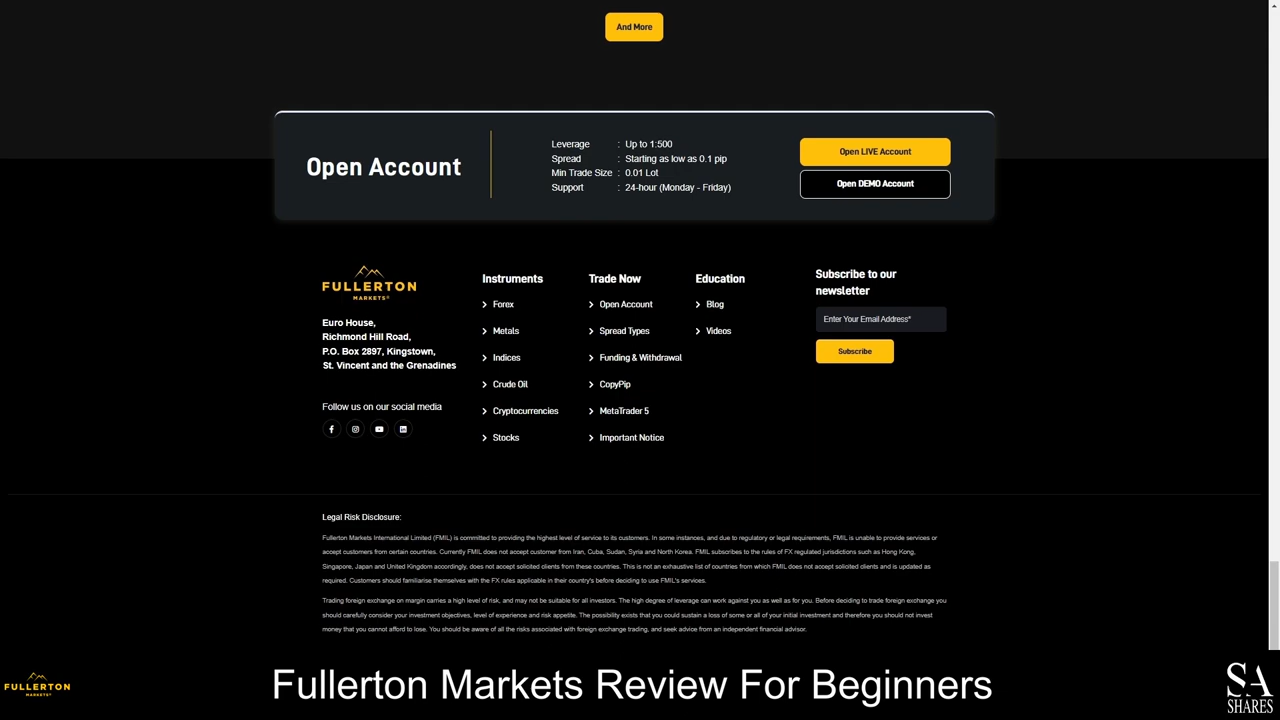 And More
Open Account
Leverage : Up to 1:500
Spread : Starting as low as 0.1 pip
Min Trade Size : 0.01 Lot
Support : 24-hour (Monday - Friday)
Open LIVE Account
Open DEMO Account
FULLERTON
MARKETS®
Euro House,
Richmond Hill Road,
P.O. Box 2897, Kingstown,
St. Vincent and the Grenadines
Follow us on our social media
Instruments
Forex
Metals
Indices
Crude Oil
Cryptocurrencies
Stocks
Trade Now
Open Account
Spread Types
Funding & Withdrawal
CopyPip
MetaTrader 5
Important Notice
Education
Blog
Videos
Subscribe to our
newsletter
Enter Your Email Address*
Subscribe
Legal Risk Disclosure:
Fullerton Markets International Limited (FMIL) is committed to providing the highest level of service to its customers. In some instances, and due to regulatory or legal requirements, FMIL is unable to provide services or
accept customers from certain countries. Currently FMIL does not accept customer from Iran, Cuba, Sudan, Syria and North Korea. FMIL subscribes to the rules of FX regulated jurisdictions such as Hong Kong,
Singapore, Japan and United Kingdom accordingly, does not accept solicited clients from these countries. This is not an exhaustive list of countries from which FMIL does not accept solicited clients and is updated as
required. Customers should familiarise themselves with the FX rules applicable in their country's before deciding to use FMIL's services.
Trading foreign exchange on margin carries a high level of risk, and may not be suitable for all investors. The high degree of leverage can work against you as well as for you. Before deciding to trade foreign exchange you
should carefully consider your investment objectives, level of experience and risk appetite. The possibility exists that you could sustain a loss of some or all of your initial investment and therefore you should not invest
money that you cannot afford to lose. You should be aware of all the risks associated with foreign exchange trading, and seek advice from an independent financial advisor.
FULLERTON
MARKETS®
Fullerton Markets Review For Beginners
SA
SHARES